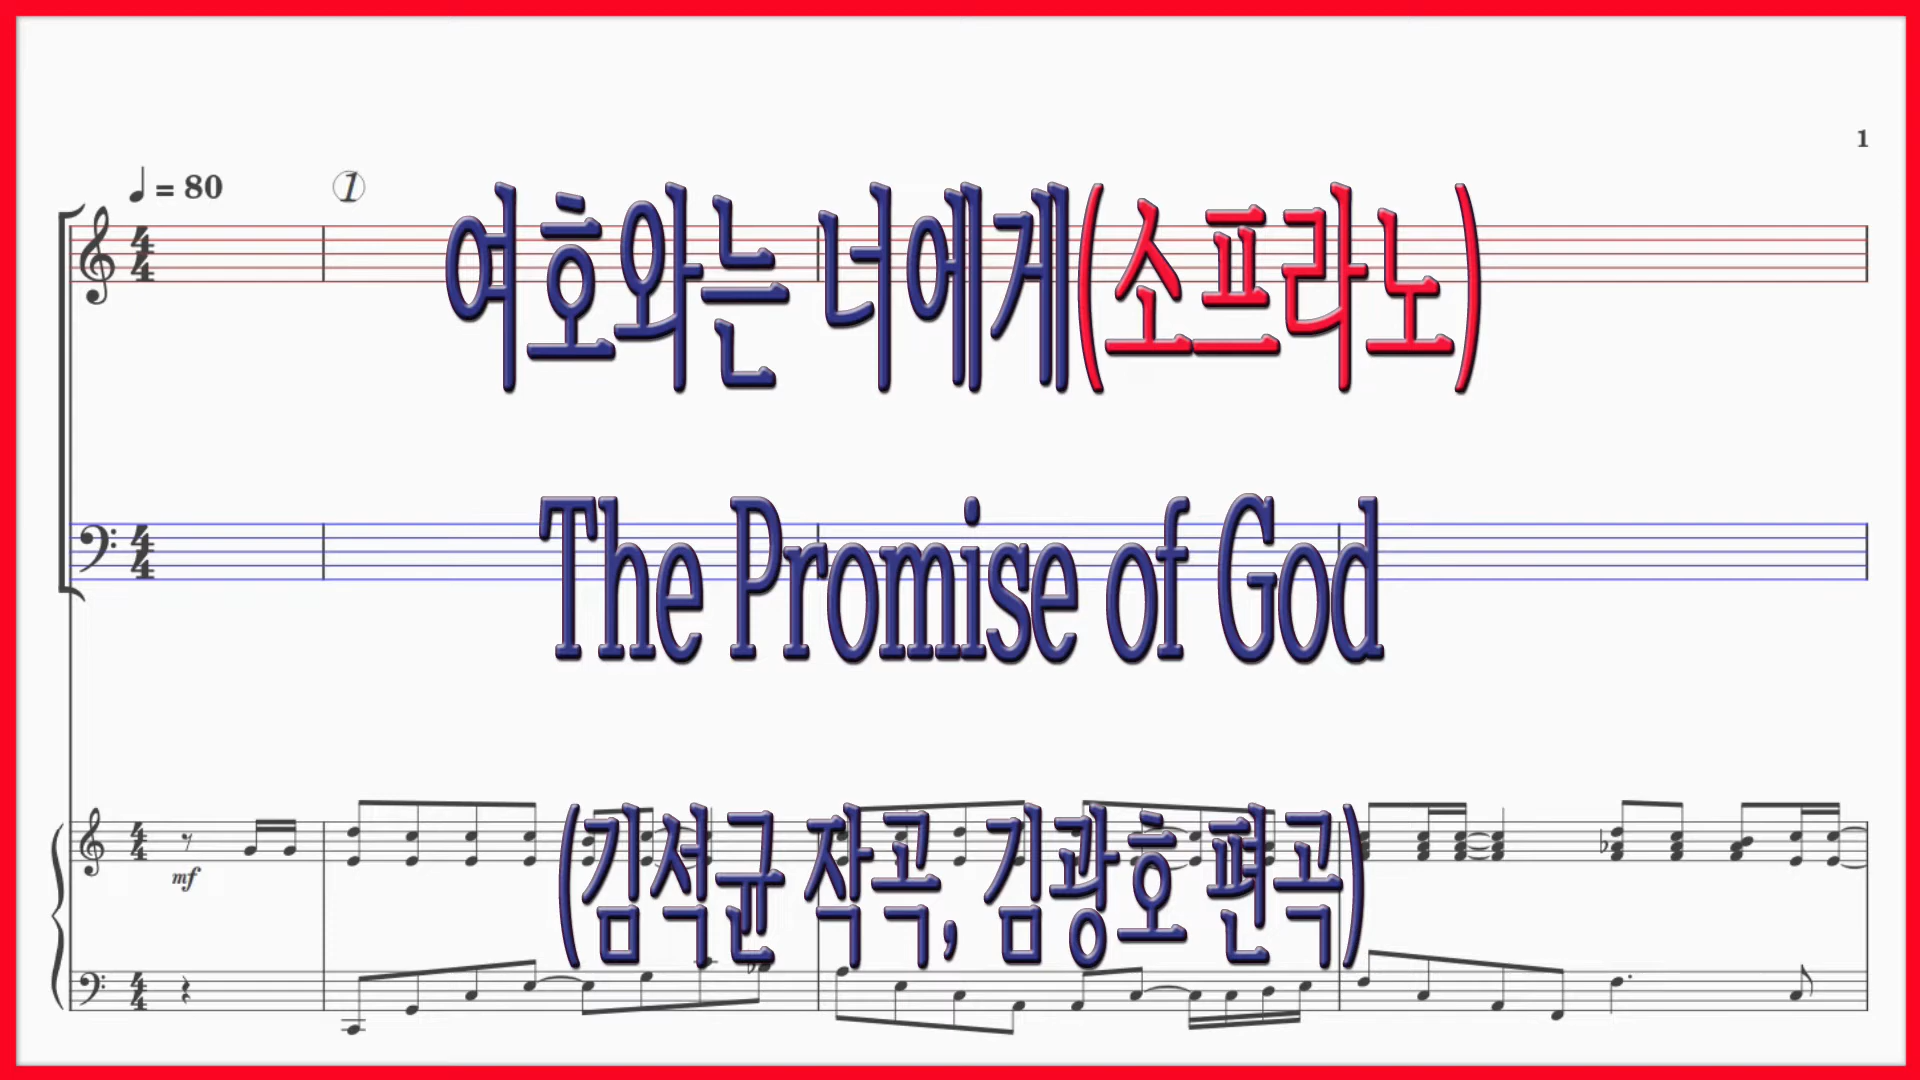 1
♩ = 80
①
여호와는 너에게(소프라노)
The Promise of God
mf
(김석균 작곡, 김광호 편곡)